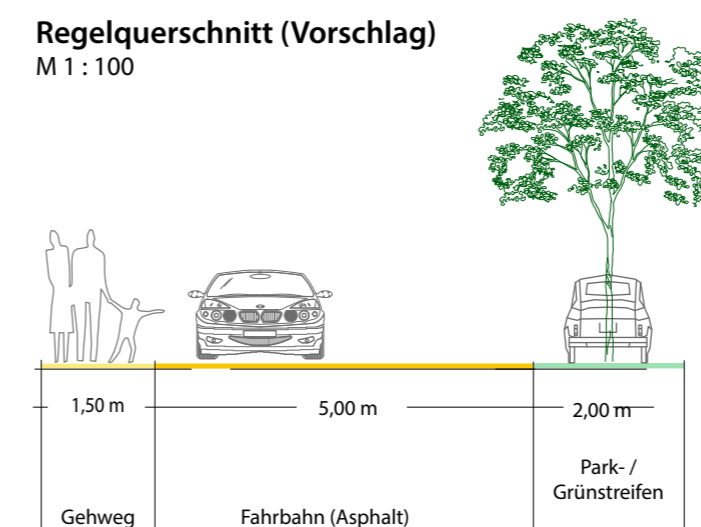 Regelquerschnitt (Vorschlag)
M 1 : 100
1,50 m
5,00 m
2,00 m
Park- /
Grünstreifen
Gehweg
Fahrbahn (Asphalt)